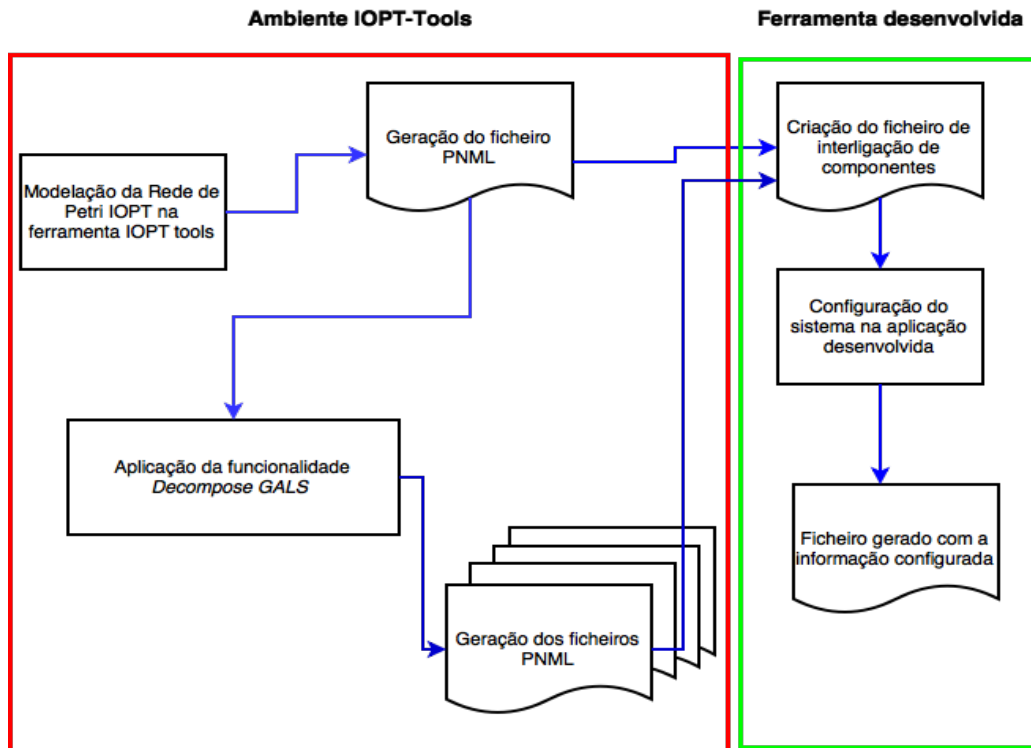 Ambiente IOPT-Tools
Ferramenta desenvolvida
Geração do ficheiro
PNML
Criação do ficheiro de
interligação de
componentes
Modelação da Rede de
Petri IOPT na
ferramenta IOPT tools
Configuração do
sistema na aplicação
desenvolvida
Aplicação da funcionalidade
Decompose GALS
Ficheiro gerado com a
informação configurada
Geração dos ficheiros
PNML